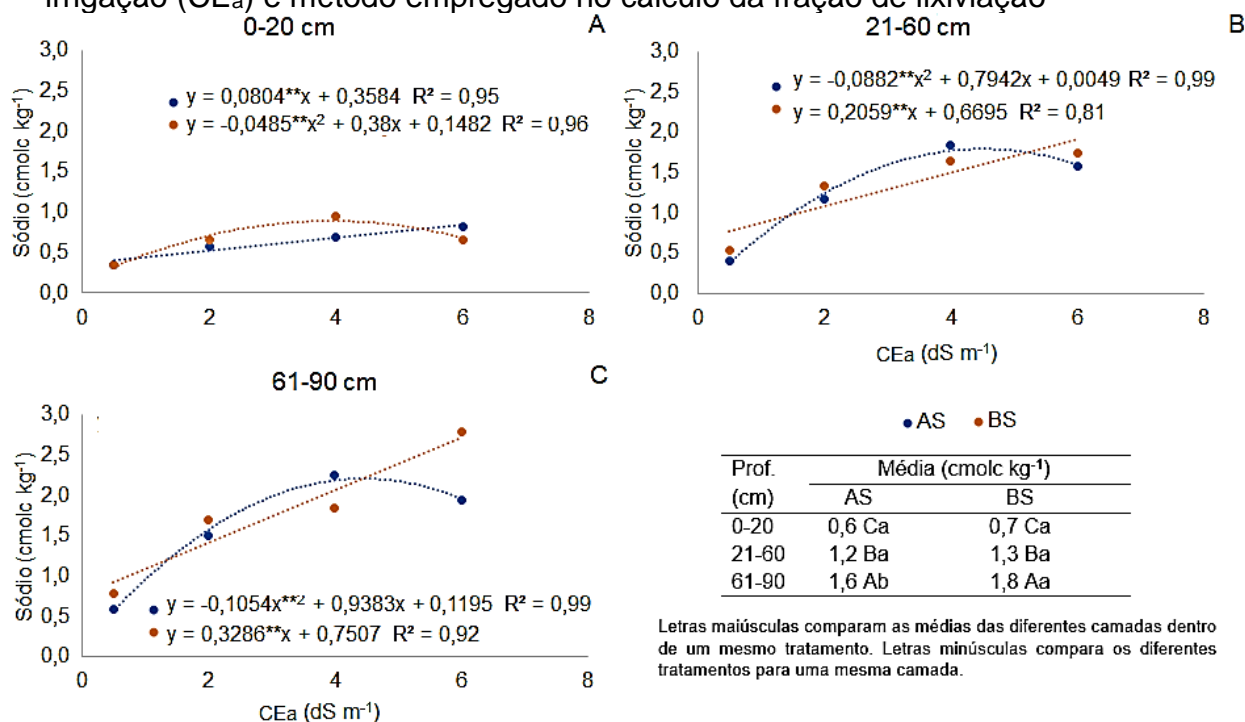 irrigação (CEa) e método empregado no cálculo da fração de lixiviação
0-20 cm
A
3,0
2,5
2,0
1,5
1,0
0,5
0,0
Sódio (cmolc kg-1)
y = 0,0804**x + 0,3584 R² = 0,95
y = -0,0485**x² + 0,38x + 0,1482 R² = 0,96
0 2 4 6 8
21-60 cm
B
3,0
2,5
2,0
1,5
1,0
0,5
0,0
Sódio (cmolc kg-1)
y = -0,0882**x² + 0,7942x + 0,0049 R² = 0,99
y = 0,2059**x + 0,6695 R² = 0,81
0 2 4 6 8
CEa (dS m-1)
61-90 cm
C
3,0
2,5
2,0
1,5
1,0
0,5
0,0
Sódio (cmolc kg-1)
y = -0,1054x**² + 0,9383x + 0,1195 R² = 0,99
y = 0,3286**x + 0,7507 R² = 0,92
0 2 4 6 8
CEa (dS m-1)
AS BS
Prof. Média (cmolc kg-1)
(cm) AS BS
0-20 0,6 Ca 0,7 Ca
21-60 1,2 Ba 1,3 Ba
61-90 1,6 Ab 1,8 Aa
Letras maiúsculas comparam as médias das diferentes camadas dentro
de um mesmo tratamento. Letras minúsculas compara os diferentes
tratamentos para uma mesma camada.